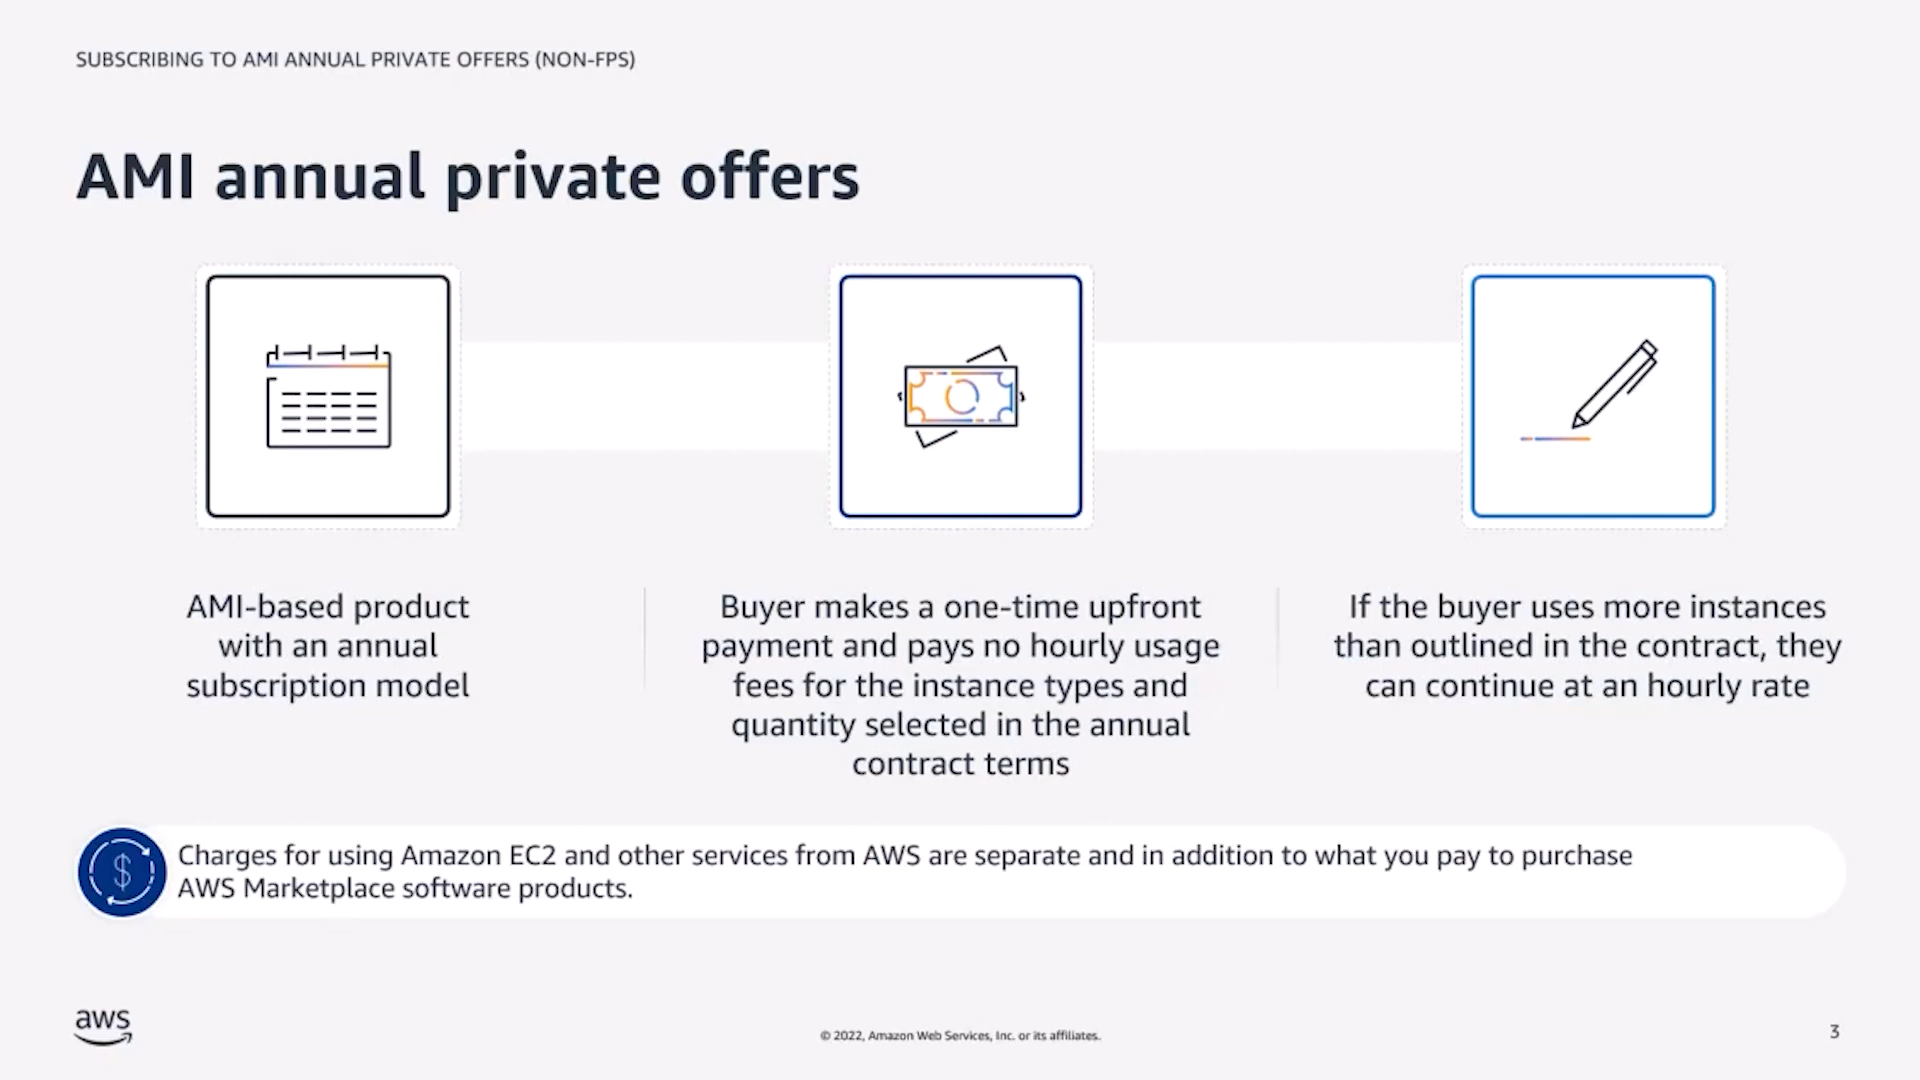 SUBSCRIBING TO AMI ANNUAL PRIVATE OFFERS (NON-FPS)
AMI annual private offers
AMI-based product
with an annual
subscription model
Buyer makes a one-time upfront
payment and pays no hourly usage
fees for the instance types and
quantity selected in the annual
contract terms
If the buyer uses more instances
than outlined in the contract, they
can continue at an hourly rate
$
Charges for using Amazon EC2 and other services from AWS are separate and in addition to what you pay to purchase
AWS Marketplace software products.
aws
© 2022, Amazon Web Services, Inc. or its affiliates.
3